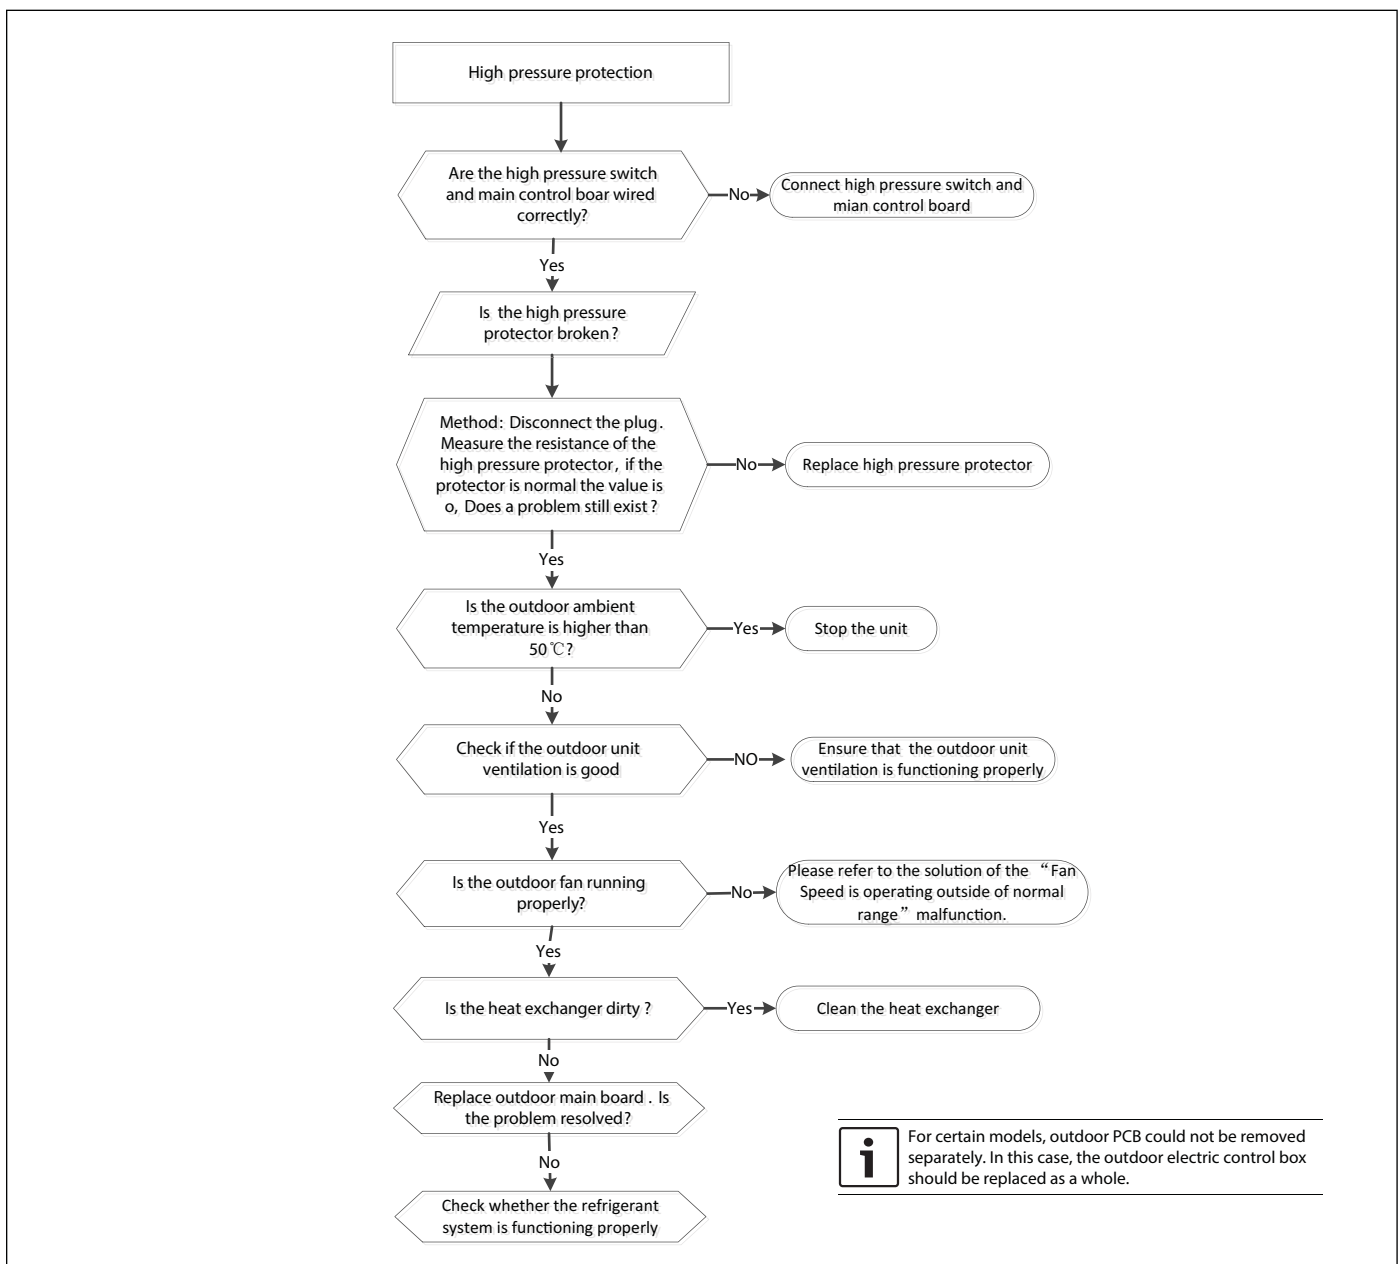 High pressure protection
Are the high pressure switch
and main control boar wired
correctly?
No
Connect high pressure switch and
mian control board
Yes
Is the high pressure
protector broken?
Method: Disconnect the plug.
Measure the resistance of the
high pressure protector, if the
protector is normal the value is
o, Does a problem still exist?
No
Replace high pressure protector
Yes
Is the outdoor ambient
temperature is higher than
50℃?
Yes
Stop the unit
No
Check if the outdoor unit
ventilation is good
NO
Ensure that the outdoor unit
ventilation is functioning properly
Yes
Is the outdoor fan running
properly?
No
Please refer to the solution of the “Fan
Speed is operating outside of normal
range” malfunction.
Yes
Is the heat exchanger dirty ?
Yes
Clean the heat exchanger
No
Replace outdoor main board . Is
the problem resolved?
No
Check whether the refrigerant
system is functioning properly
i
For certain models, outdoor PCB could not be removed
separately. In this case, the outdoor electric control box
should be replaced as a whole.